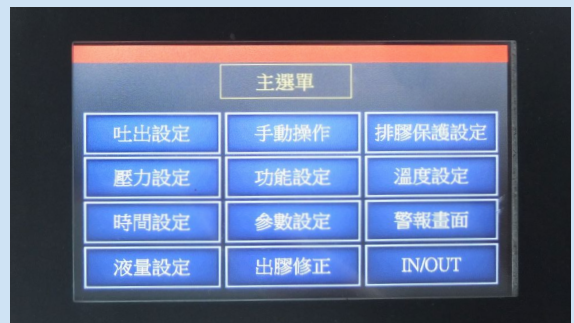 主選單
吐出設定 手動操作 排膠保護設定
壓力設定 功能設定 溫度設定
時間設定 參數設定 警報畫面
液量設定 出膠修正 IN/OUT